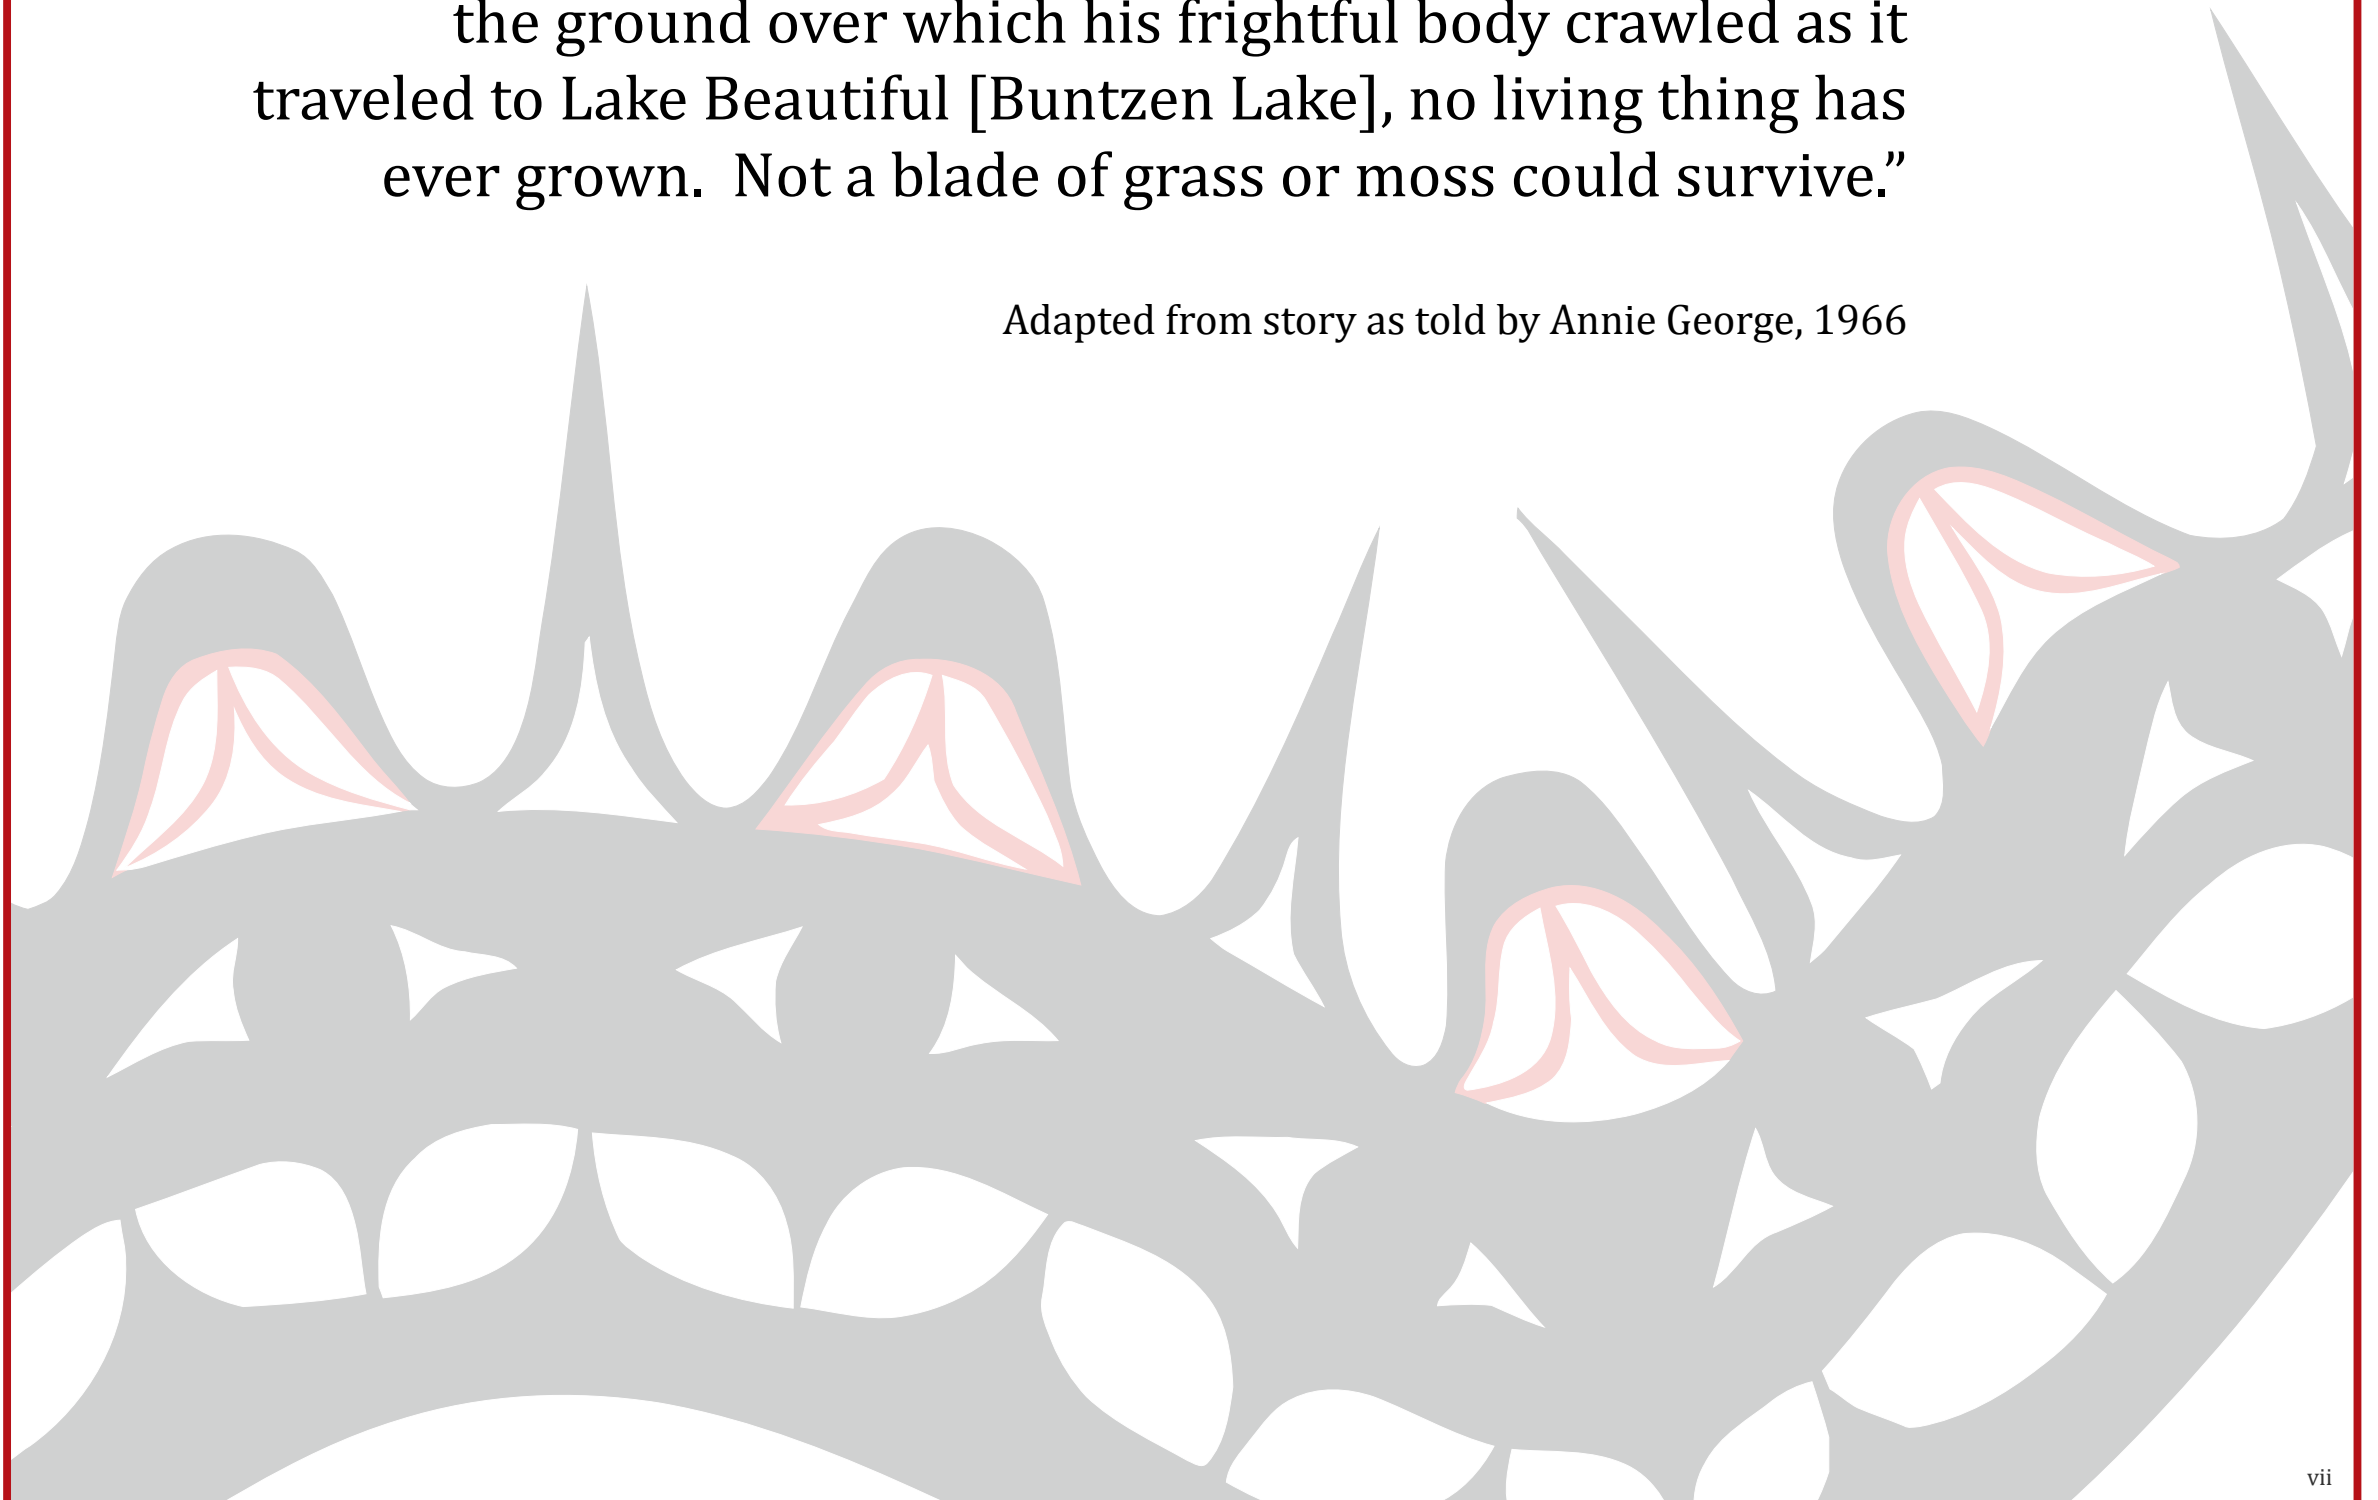 the ground over which his frightful body crawled as it
traveled to Lake Beautiful [Buntzen Lake], no living thing has
ever grown.  Not a blade of grass or moss could survive.”
Adapted from story as told by Annie George, 1966
vii